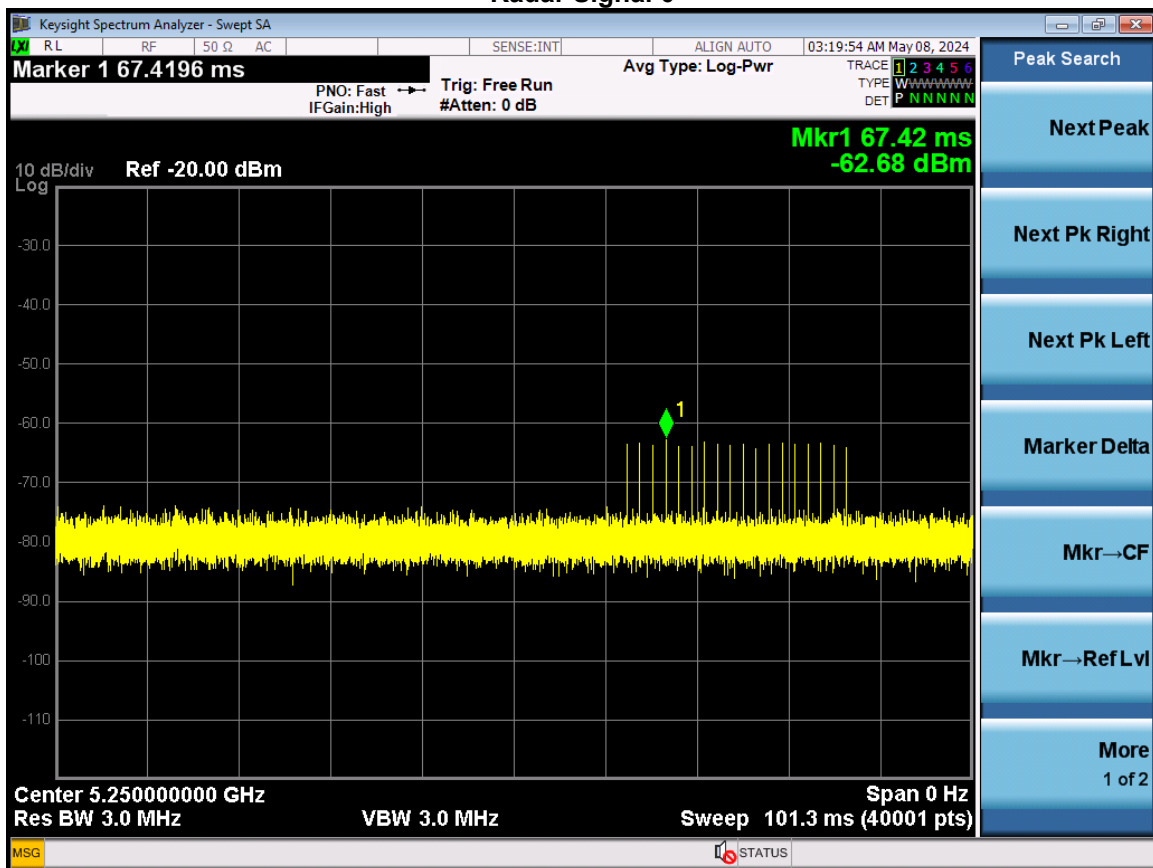 Keysight Spectrum Analyzer - Swept SA
LXI RL RF 50 Ω AC SENSE:INT ALIGN AUTO 03:19:54 AM May 08, 2024
Marker 1 67.4196 ms
PNO: Fast
IFGain:High
Trig: Free Run
#Atten: 0 dB
Avg Type: Log-Pwr
TRACE 1 2 3 4 5 6
TYPE WWWWWW
DET P N N N N N
Mkr1 67.42 ms
-62.68 dBm
10 dB/div
Log
Ref -20.00 dBm
-30.0
-40.0
-50.0
-60.0
-70.0
-80.0
-90.0
-100
-110
1
Center 5.250000000 GHz
Span 0 Hz
Res BW 3.0 MHz
VBW 3.0 MHz
Sweep 101.3 ms (40001 pts)
MSG
STATUS
Peak Search
Next Peak
Next Pk Right
Next Pk Left
Marker Delta
Mkr→CF
Mkr→Ref Lvl
More
1 of 2